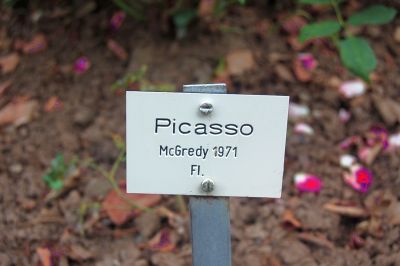 Picasso
McGredy 1971
Fl.